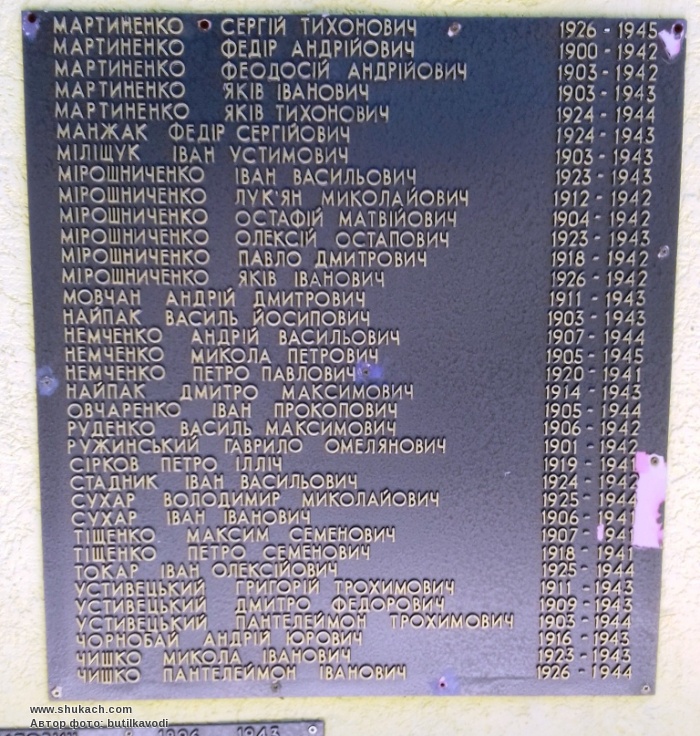 МАРТИНЕНКО СЕРГІЙ ТИХОНОВИЧ 1926 - 1945
МАРТИНЕНКО ФЕДІР АНДРІЙОВИЧ 1900 - 1942
МАРТИНЕНКО ФЕОДОСІЙ АНДРІЙОВИЧ 1903 - 1942
МАРТИНЕНКО ЯКІВ ІВАНОВИЧ 1903 - 1943
МАРТИНЕНКО ЯКІВ ТИХОНОВИЧ 1924 - 1944
МАНЖАК ФЕДІР СЕРГІЙОВИЧ 1924 - 1943
МІЛІЩУК ІВАН УСТИМОВИЧ 1903 - 1943
МІРОШНИЧЕНКО ІВАН ВАСИЛЬОВИЧ 1923 - 1943
МІРОШНИЧЕНКО ЛУК'ЯН МИКОЛАЙОВИЧ 1912 - 1942
МІРОШНИЧЕНКО ОСТАФІЙ МАТВІЙОВИЧ 1904 - 1942
МІРОШНИЧЕНКО ОЛЕКСІЙ ОСТАПОВИЧ 1923 - 1943
МІРОШНИЧЕНКО ПАВЛО ДМИТРОВИЧ 1918 - 1942
МІРОШНИЧЕНКО ЯКІВ ІВАНОВИЧ 1926 - 1942
МОВЧАН АНДРІЙ ДМИТРОВИЧ 1911 - 1943
НАЙПАК ВАСИЛЬ ЙОСИПОВИЧ 1903 - 1943
НЕМЧЕНКО АНДРІЙ ВАСИЛЬОВИЧ 1907 - 1944
НЕМЧЕНКО МИКОЛА ПЕТРОВИЧ 1905 - 1945
НЕМЧЕНКО ПЕТРО ПАВЛОВИЧ 1920 - 1941
НАЙПАК ДМИТРО МАКСИМОВИЧ 1914 - 1943
ОВЧАРЕНКО ІВАН ПРОКОПОВИЧ 1905 - 1944
РУДЕНКО ВАСИЛЬ МАКСИМОВИЧ 1906 - 1942
РУЖИНСЬКИЙ ГАВРИЛО ОМЕЛЯНОВИЧ 1901 - 1942
СІРКОВ ПЕТРО ІЛЛІЧ 1919 - 1941
СТАДНИК ІВАН ВАСИЛЬОВИЧ 1924 - 1942
СУХАР ВОЛОДИМИР МИКОЛАЙОВИЧ 1925 - 1944
СУХАР ІВАН ІВАНОВИЧ 1906 - 1941
ТІЩЕНКО МАКСИМ СЕМЕНОВИЧ 1907 - 1941
ТІЩЕНКО ПЕТРО СЕМЕНОВИЧ 1918 - 1941
ТОКАР ІВАН ОЛЕКСІЙОВИЧ 1925 - 1944
УСТИВЕЦЬКИЙ ГРИГОРІЙ ТРОХИМОВИЧ 1911 - 1943
УСТИВЕЦЬКИЙ ДМИТРО ФЕДОРОВИЧ 1909 - 1943
УСТИВЕЦЬКИЙ ПАНТЕЛЕЙМОН ТРОХИМОВИЧ 1903 - 1944
ЧОРНОБАЙ АНДРІЙ ЮРОВИЧ 1916 - 1943
ЧИШКО МИКОЛА ІВАНОВИЧ 1923 - 1943
ЧИШКО ПАНТЕЛЕЙМОН ІВАНОВИЧ 1926 - 1944
www.shukach.com
Автор фото: butilkavodi
1896 1943